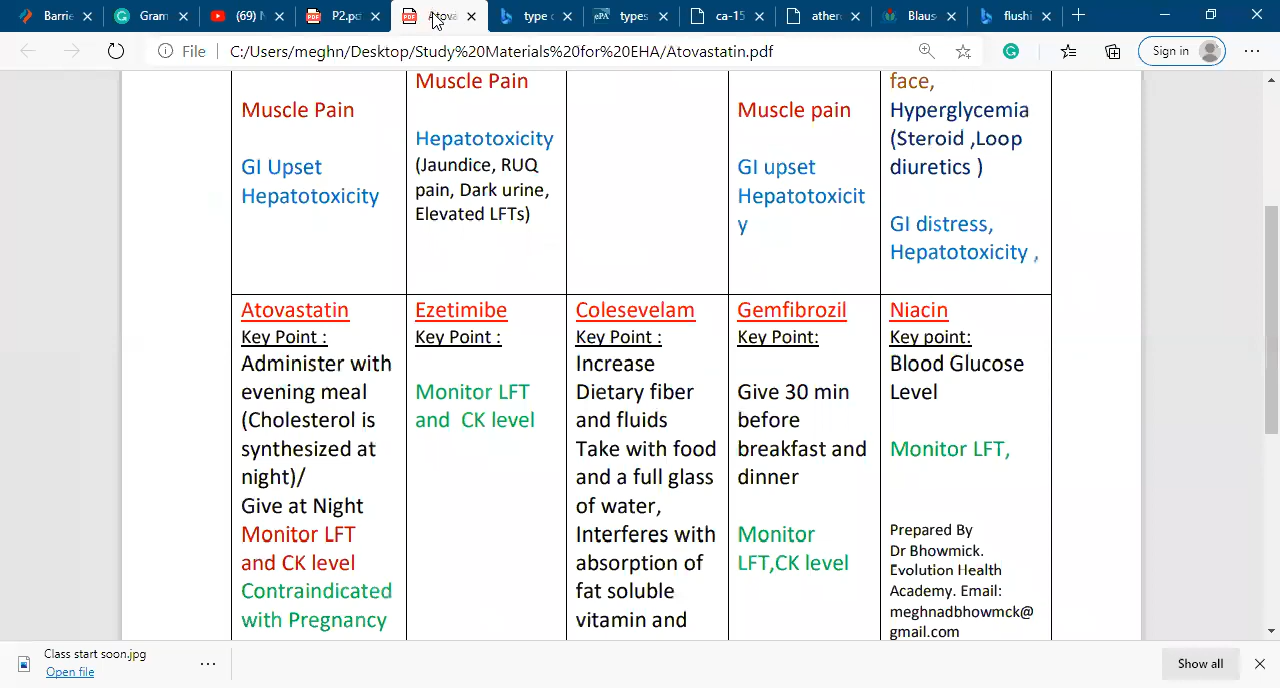 Barrie
Gram
(69) N
P2.pd
Atova
type o
types
ca-15
ather
Blaus
flushi
File
C:/Users/meghn/Desktop/Study%20Materials%20for%20EHA/Atovastatin.pdf
Sign in
Muscle Pain
GI Upset
Hepatotoxicity
Muscle Pain
Hepatotoxicity
(Jaundice, RUQ
pain, Dark urine,
Elevated LFTs)
Muscle pain
GI upset
Hepatotoxicit
y
face,
Hyperglycemia
(Steroid ,Loop
diuretics )
GI distress,
Hepatotoxicity ,
Atovastatin
Key Point :
Administer with
evening meal
(Cholesterol is
synthesized at
night)/
Give at Night
Monitor LFT
and CK level
Contraindicated
with Pregnancy
Ezetimibe
Key Point :
Monitor LFT
and CK level
Colesevelam
Key Point :
Increase
Dietary fiber
and fluids
Take with food
and a full glass
of water,
Interferes with
absorption of
fat soluble
vitamin and
Gemfibrozil
Key Point:
Give 30 min
before
breakfast and
dinner
Monitor
LFT,CK level
Niacin
Key point:
Blood Glucose
Level
Monitor LFT,
Prepared By
Dr Bhowmick.
Evolution Health
Academy. Email:
meghnadbhowmck@
gmail.com
Class start soon.jpg
Open file
Show all